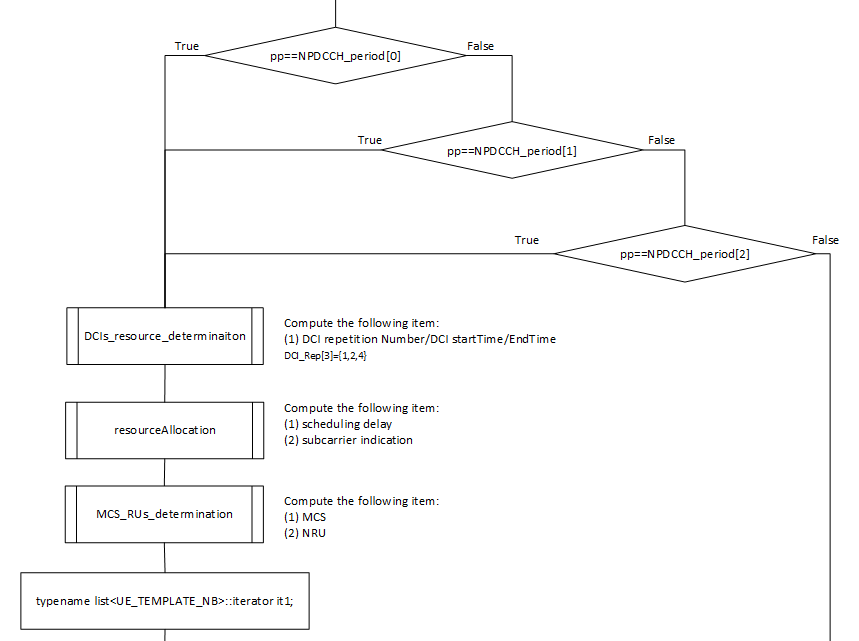 True
pp==NPDCCH_period[0]
False
True
pp==NPDCCH_period[1]
False
True
pp==NPDCCH_period[2]
False
DCIs_resource_determinaiton
Compute the following item:
(1) DCI repetition Number/DCI startTime/EndTime
DCI_Rep[3]={1,2,4}
resourceAllocation
Compute the following item:
(1) scheduling delay
(2) subcarrier indication
MCS_RUs_determination
Compute the following item:
(1) MCS
(2) NRU
typename list<UE_TEMPLATE_NB>::iterator it1;